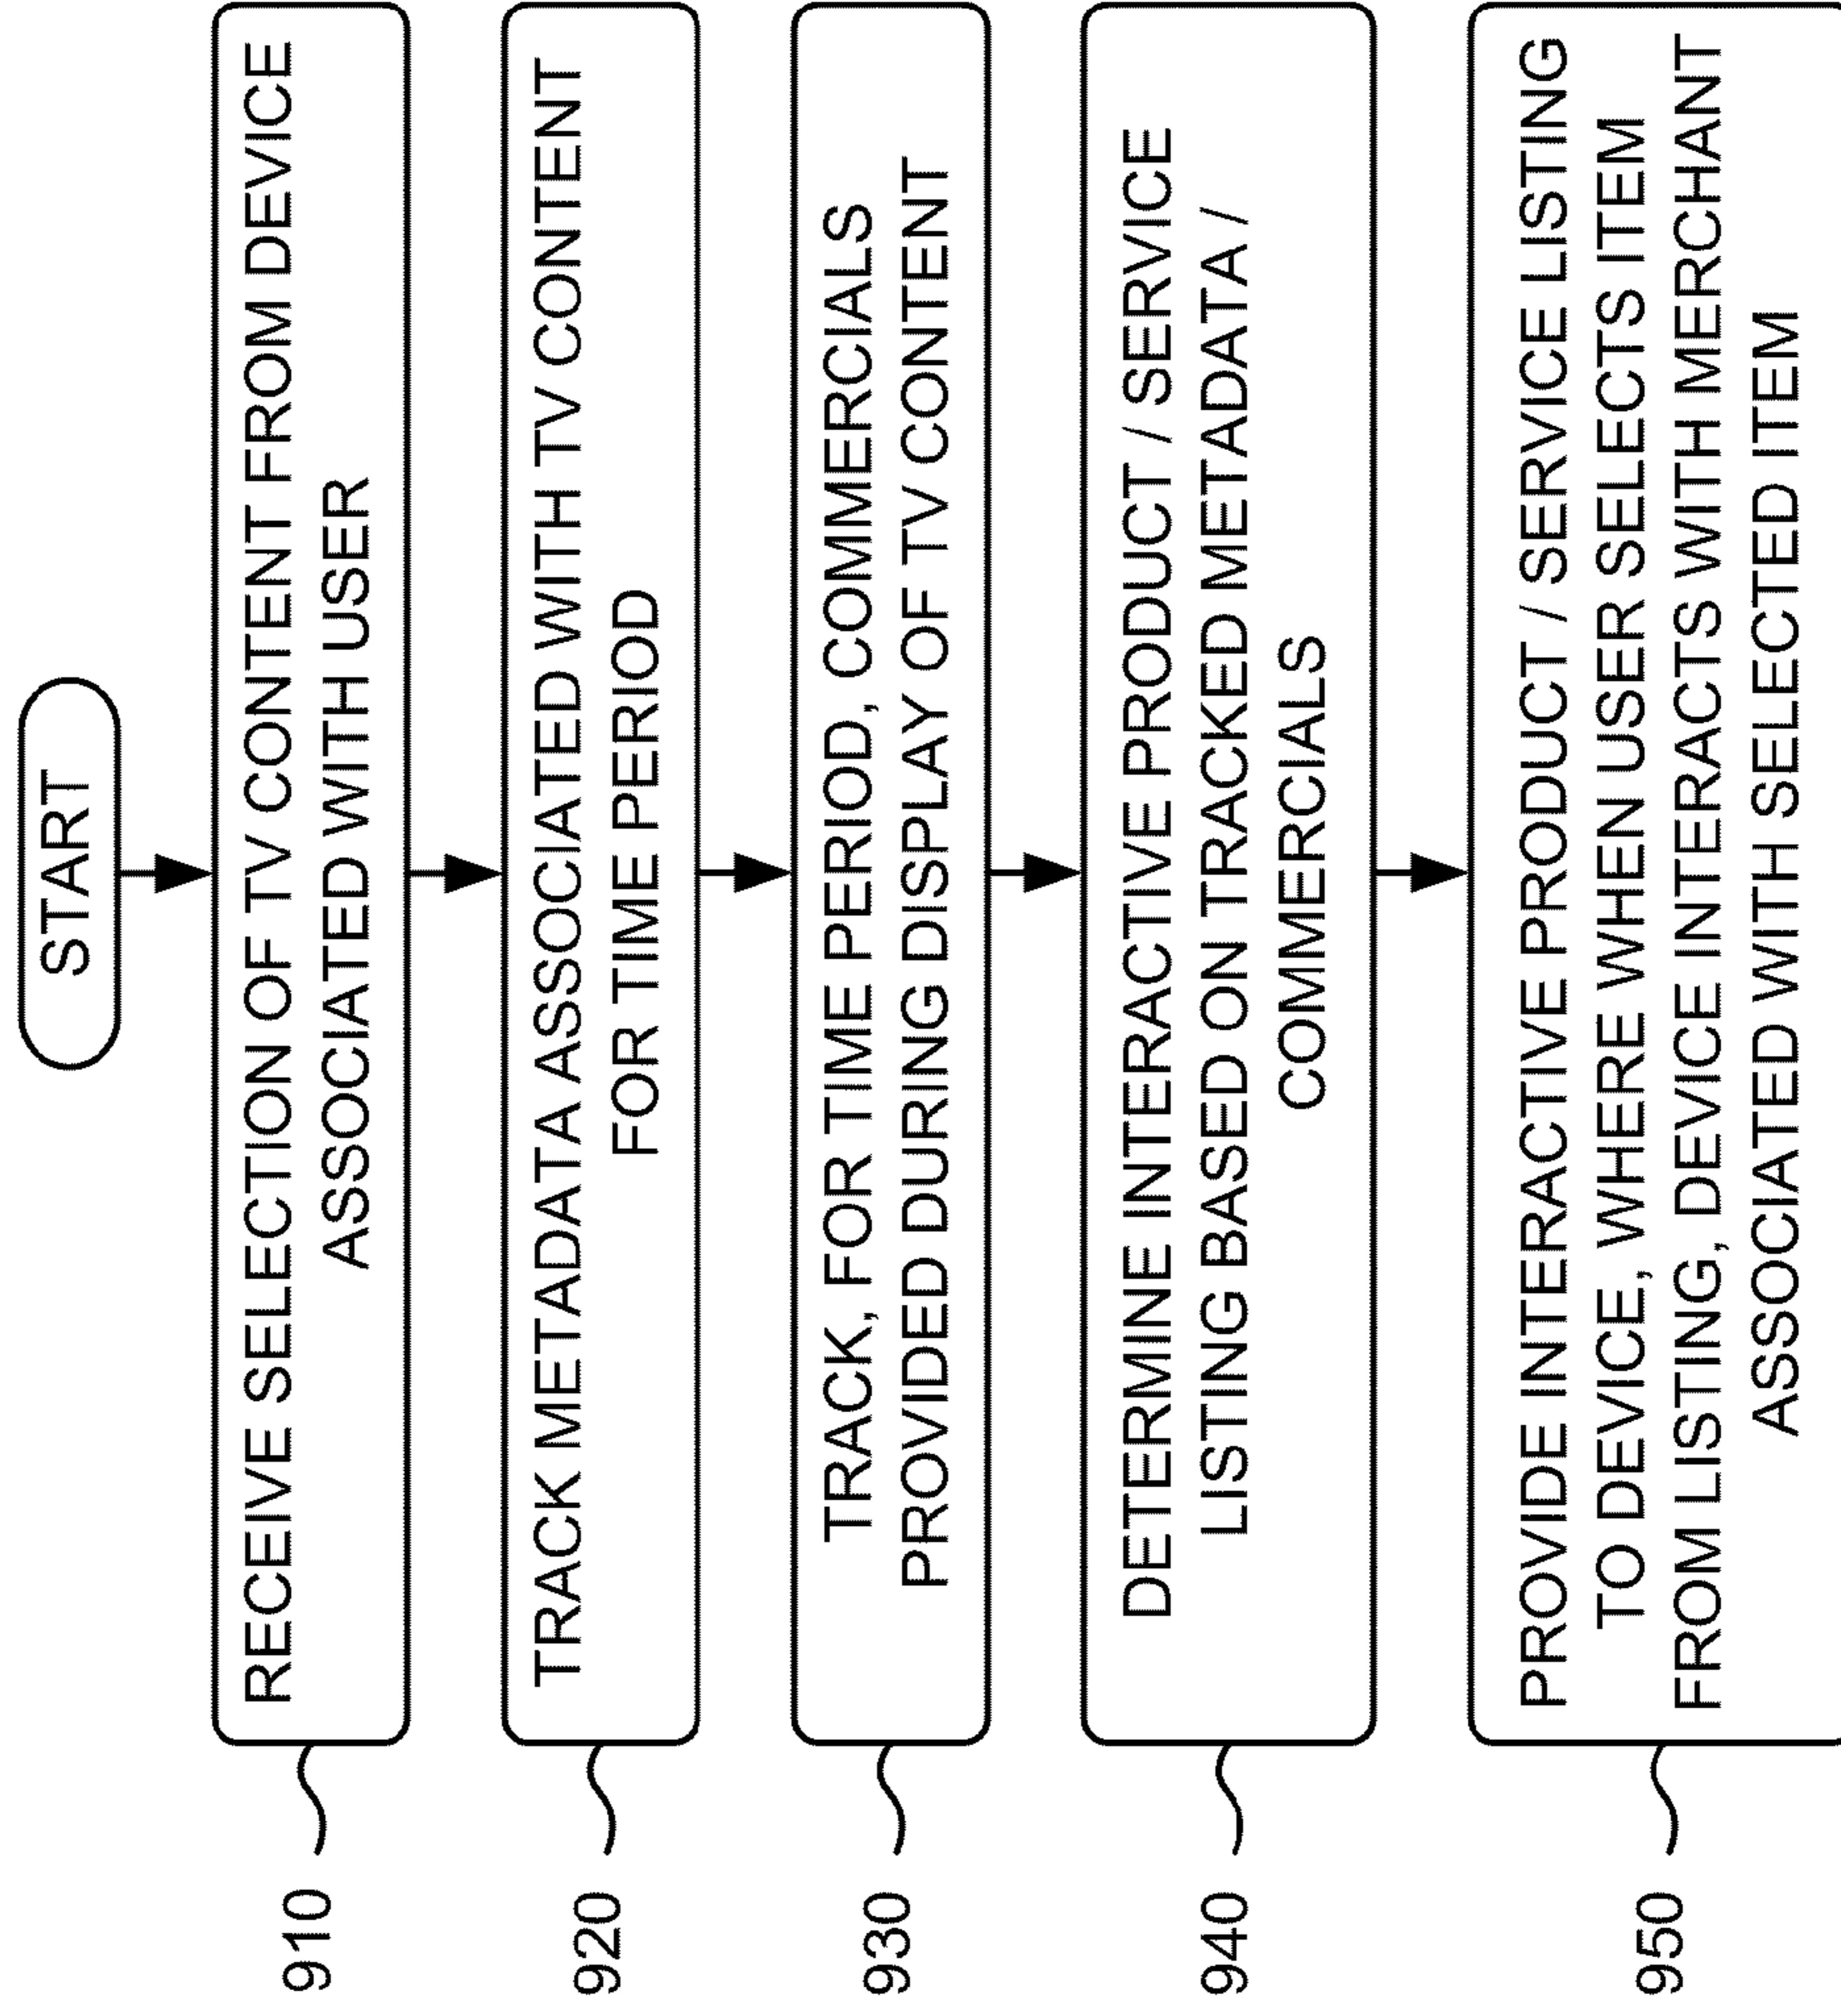 START
910
RECEIVE SELECTION OF TV CONTENT FROM DEVICE
ASSOCIATED WITH USER
920
TRACK METADATA ASSOCIATED WITH TV CONTENT
FOR TIME PERIOD
930
TRACK, FOR TIME PERIOD, COMMERCIALS
PROVIDED DURING DISPLAY OF TV CONTENT
940
DETERMINE INTERACTIVE PRODUCT / SERVICE
LISTING BASED ON TRACKED METADATA /
COMMERCIALS
950
PROVIDE INTERACTIVE PRODUCT / SERVICE LISTING
TO DEVICE, WHERE WHEN USER SELECTS ITEM
FROM LISTING, DEVICE INTERACTS WITH MERCHANT
ASSOCIATED WITH SELECTED ITEM